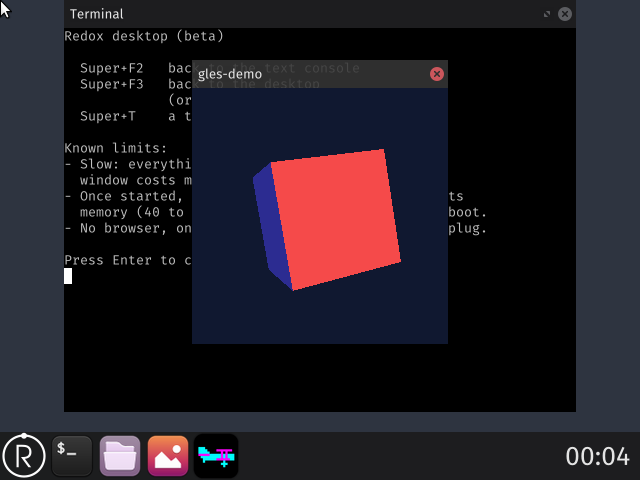 Terminal
Redox desktop (beta)
Super+F2 back to the text console
Super+F3 back to the desktop
(or
Super+T a t
Known limits:
- Slow: everythi
window costs m
- Once started, ts
memory (40 to boot.
- No browser, on plug.
Press Enter to c
gles-demo
$_
R
00:04